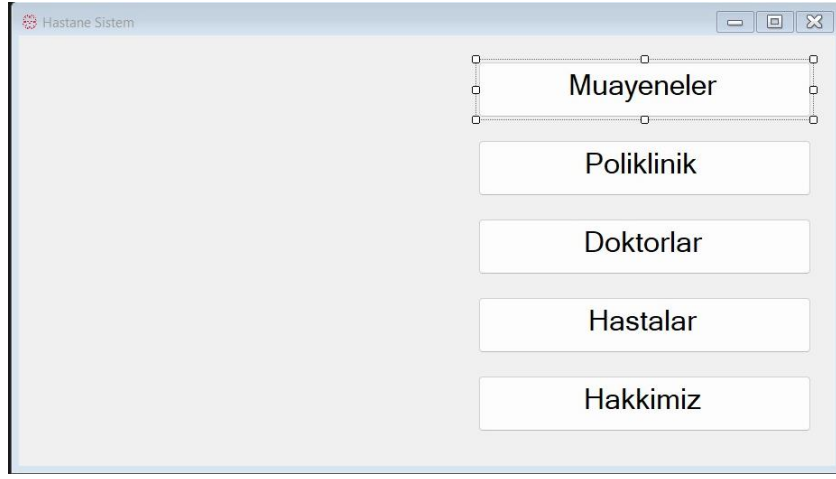 Hastane Sistem
Muayeneler
Poliklinik
Doktorlar
Hastalar
Hakkimiz